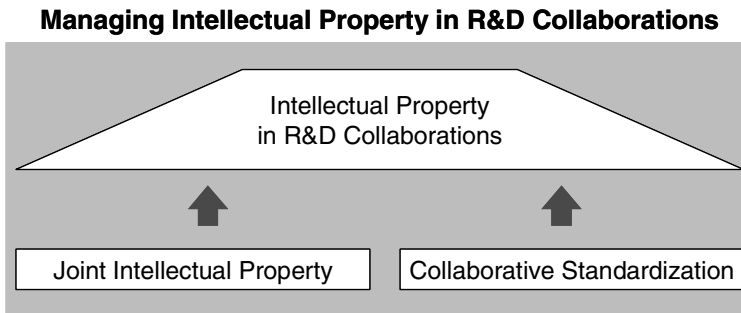 Managing Intellectual Property in R&D Collaborations
Intellectual Property
in R&D Collaborations
Joint Intellectual Property
Collaborative Standardization